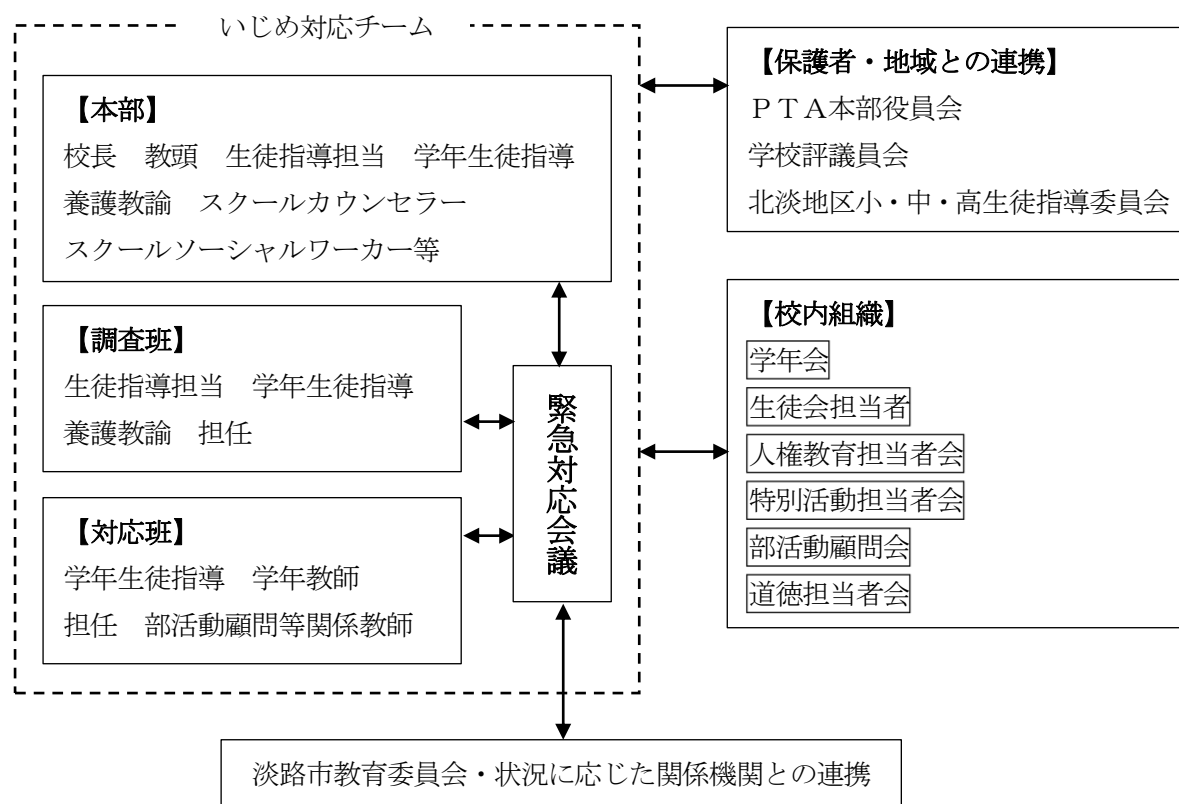 いじめ対応チーム
【本部】
校長　教頭　生徒指導担当　学年生徒指導
養護教諭　スクールカウンセラー
スクールソーシャルワーカー等
【調査班】
生徒指導担当　学年生徒指導
養護教諭　担任
【対応班】
学年生徒指導　学年教師
担任　部活動顧問等関係教師
緊急対応会議
【保護者・地域との連携】
ＰＴＡ本部役員会
学校評議員会
北淡地区小・中・高生徒指導委員会
【校内組織】
学年会
生徒会担当者
人権教育担当者会
特別活動担当者会
部活動顧問会
道徳担当者会
淡路市教育委員会・状況に応じた関係機関との連携